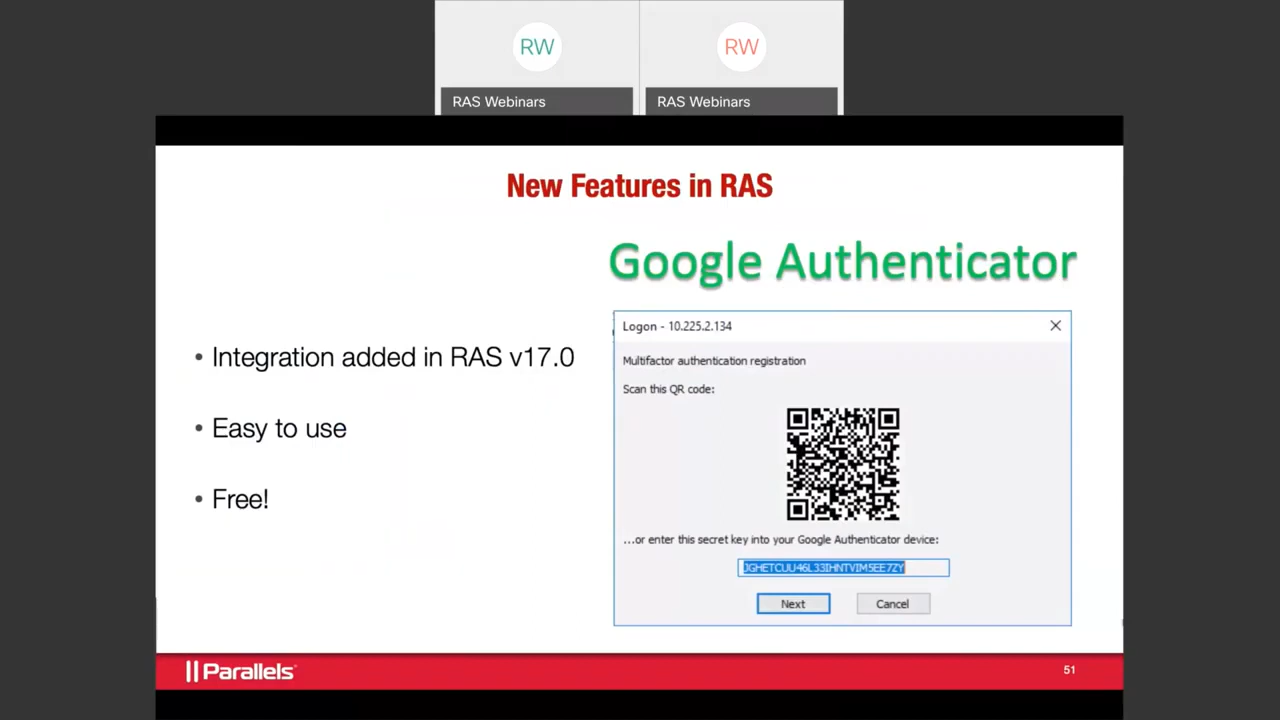 RW
RW
RAS Webinars
RAS Webinars
New Features in RAS
Google Authenticator
• Integration added in RAS v17.0
• Easy to use
• Free!
Logon - 10.225.2.134
Multifactor authentication registration
Scan this QR code:
...or enter this secret key into your Google Authenticator device:
JGHETCUU46L33IHNTVIM5EE7ZY
Next
Cancel
Parallels
51